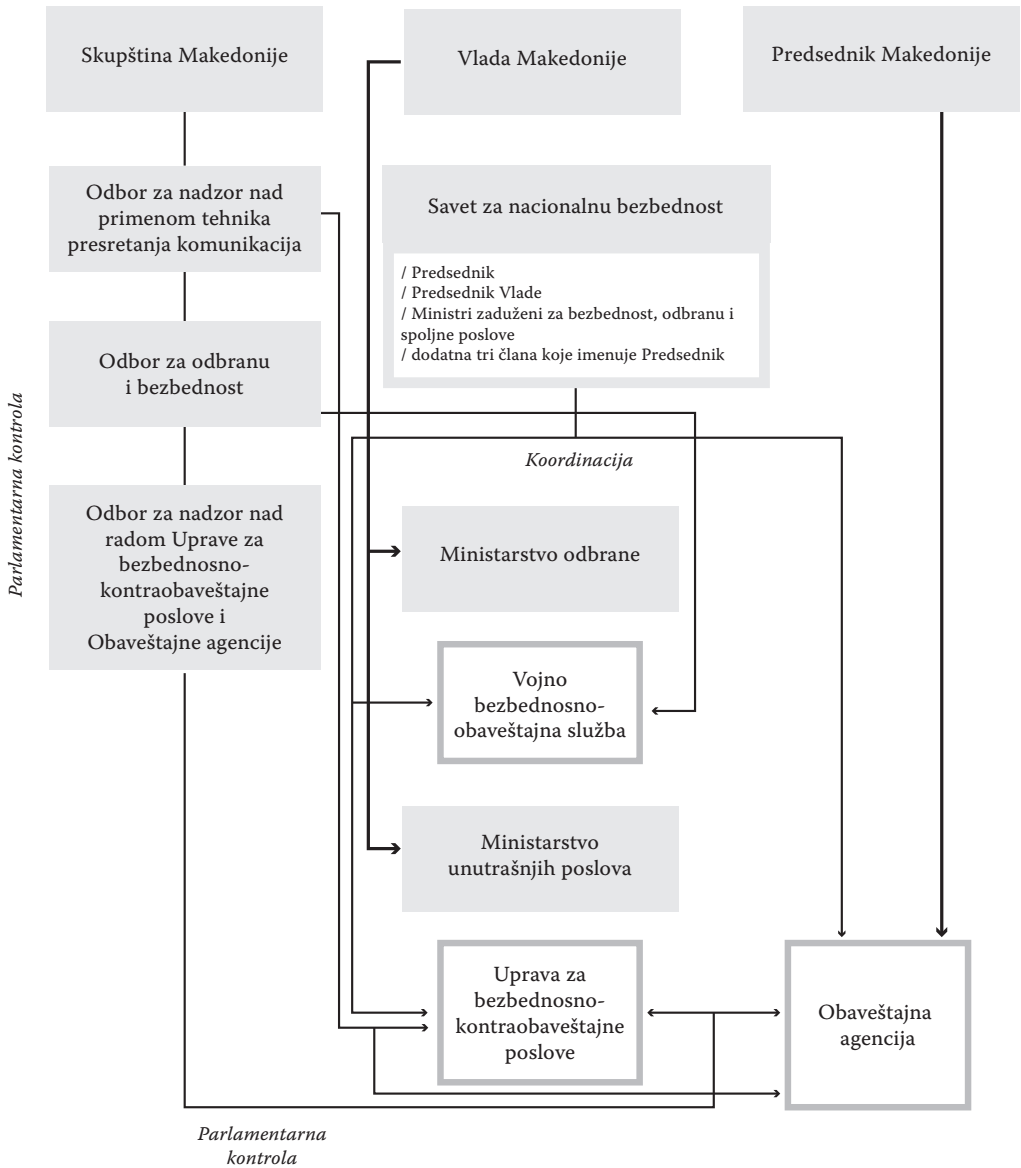 Skupština Makedonije
Vlada Makedonije
Predsednik Makedonije
Odbor za nadzor nad
primenom tehnika
presretanja komunikacija
Savet za nacionalnu bezbednost
/ Predsednik
/ Predsednik Vlade
/ Ministri zaduženi za bezbednost, odbranu i
spoljne poslove
/ dodatna tri člana koje imenuje Predsednik
Odbor za odbranu
i bezbednost
Parlamentarna kontrola
Koordinacija
Odbor za nadzor nad
radom Uprave za
bezbednosno-
kontraobaveštajne
poslove i
Obaveštajne agencije
Ministarstvo odbrane
Vojno
bezbednosno-
obaveštajna služba
Ministarstvo
unutrašnjih poslova
Uprava za
bezbednosno-
kontraobaveštajne
poslove
Obaveštajna
agencija
Parlamentarna
kontrola